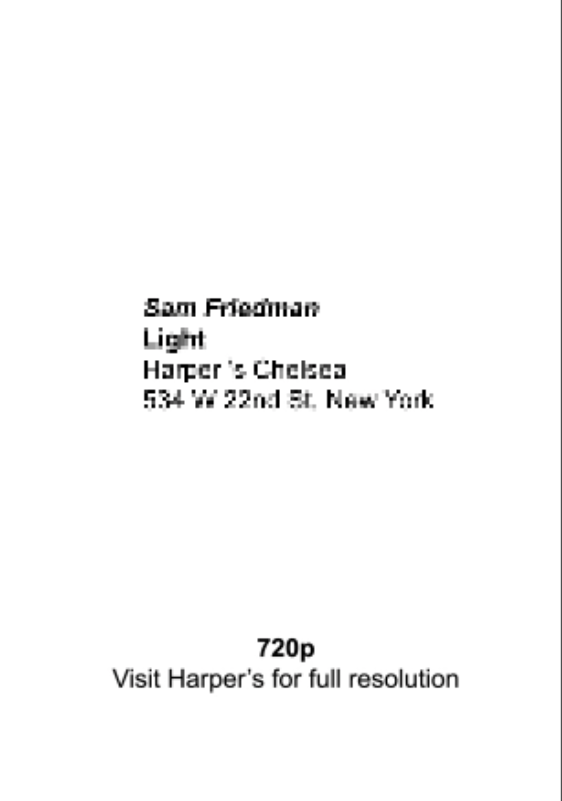 Sam Friedman
Light
Harper 's Chelsea
534 W 22nd St, New York
720p
Visit Harper's for full resolution